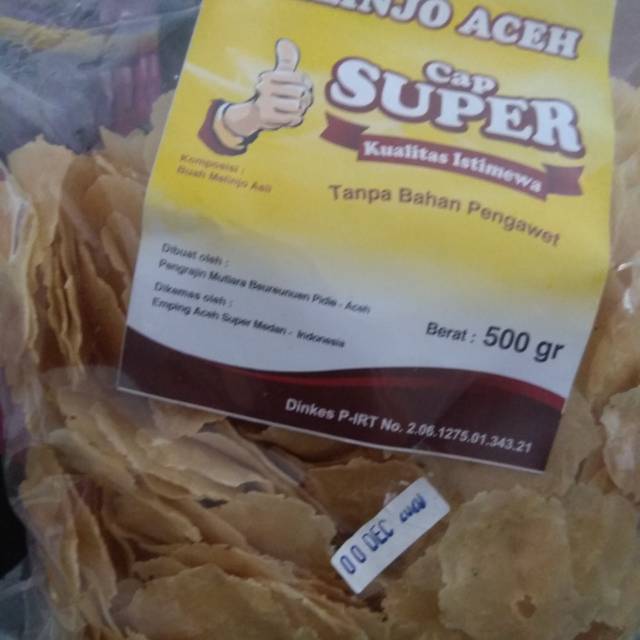 LINJO ACEH
Cap
SUPER
Kualitas Istimewa
Tanpa Bahan Pengawet
Komposisi :
Buah Melinjo Asli
Dibuat oleh :
Pengrajin Mutiara Beureunuen Pidie - Aceh
Dikemas oleh :
Emping Aceh Super Medan - Indonesia
Berat : 500 gr
Dinkes P-IRT No. 2.06.1275.01.343.21
00 DEC